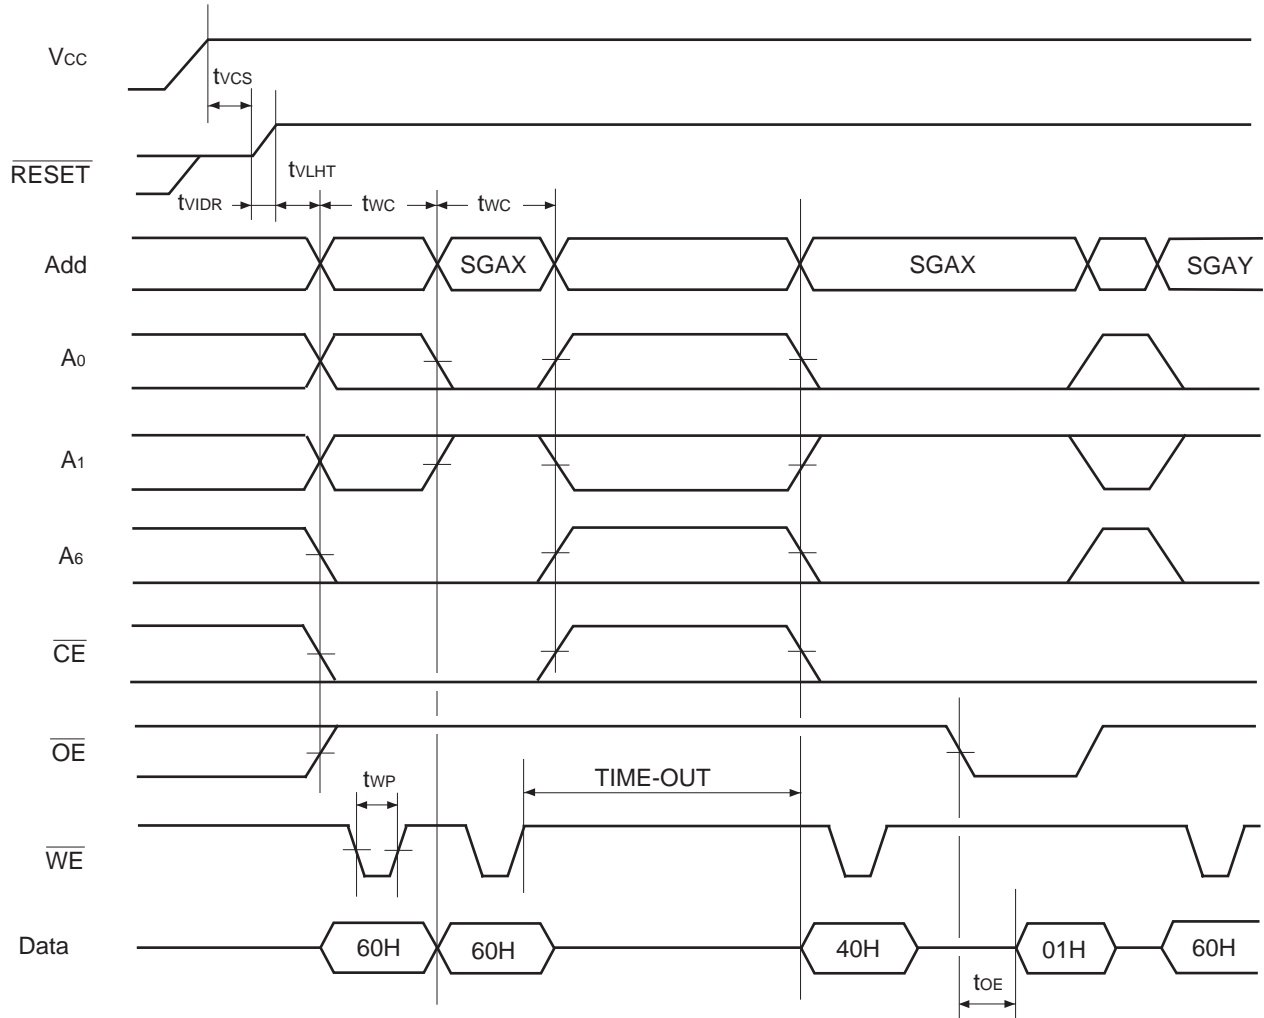 VCC
tVCS
RESET
tVLHT
tVIDR
tWC
tWC
Add
SGAX
SGAX
SGAY
A0
A1
A6
CE
OE
tWP
TIME-OUT
WE
Data
60H
60H
40H
01H
60H
tOE